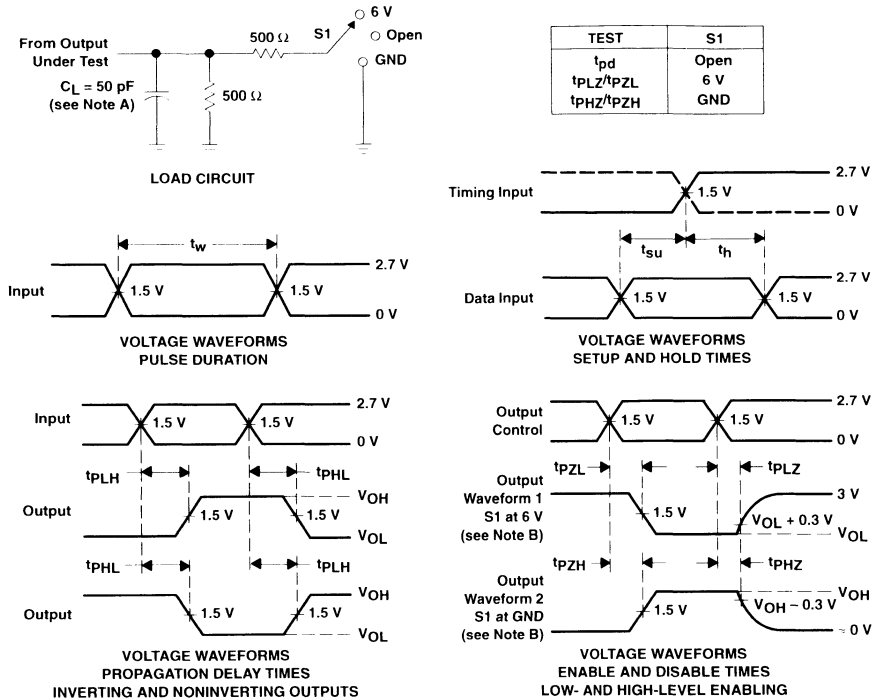 6 V
500 Ω
S1
Open
From Output
Under Test
GND
CL = 50 pF
(see Note A)
500 Ω
LOAD CIRCUIT
TEST S1
tpd Open
tPLZ/tPZL 6 V
tPHZ/tPZH GND
Timing Input
2.7 V
1.5 V
0 V
tsu th
Data Input
2.7 V
1.5 V 1.5 V
0 V
VOLTAGE WAVEFORMS
SETUP AND HOLD TIMES
tw
Input
2.7 V
1.5 V 1.5 V
0 V
VOLTAGE WAVEFORMS
PULSE DURATION
Input
2.7 V
1.5 V 1.5 V
0 V
tPLH tPHL
Output
VOH
1.5 V 1.5 V
VOL
tPHL tPLH
Output
VOH
1.5 V 1.5 V
VOL
VOLTAGE WAVEFORMS
PROPAGATION DELAY TIMES
INVERTING AND NONINVERTING OUTPUTS
Output
Control
2.7 V
1.5 V 1.5 V
0 V
tPZL tPLZ
Output
Waveform 1
S1 at 6 V
(see Note B)
3 V
1.5 V
VOL + 0.3 V
VOL
tPZH tPHZ
Output
Waveform 2
S1 at GND
(see Note B)
VOH
1.5 V
VOH − 0.3 V
≈ 0 V
VOLTAGE WAVEFORMS
ENABLE AND DISABLE TIMES
LOW- AND HIGH-LEVEL ENABLING